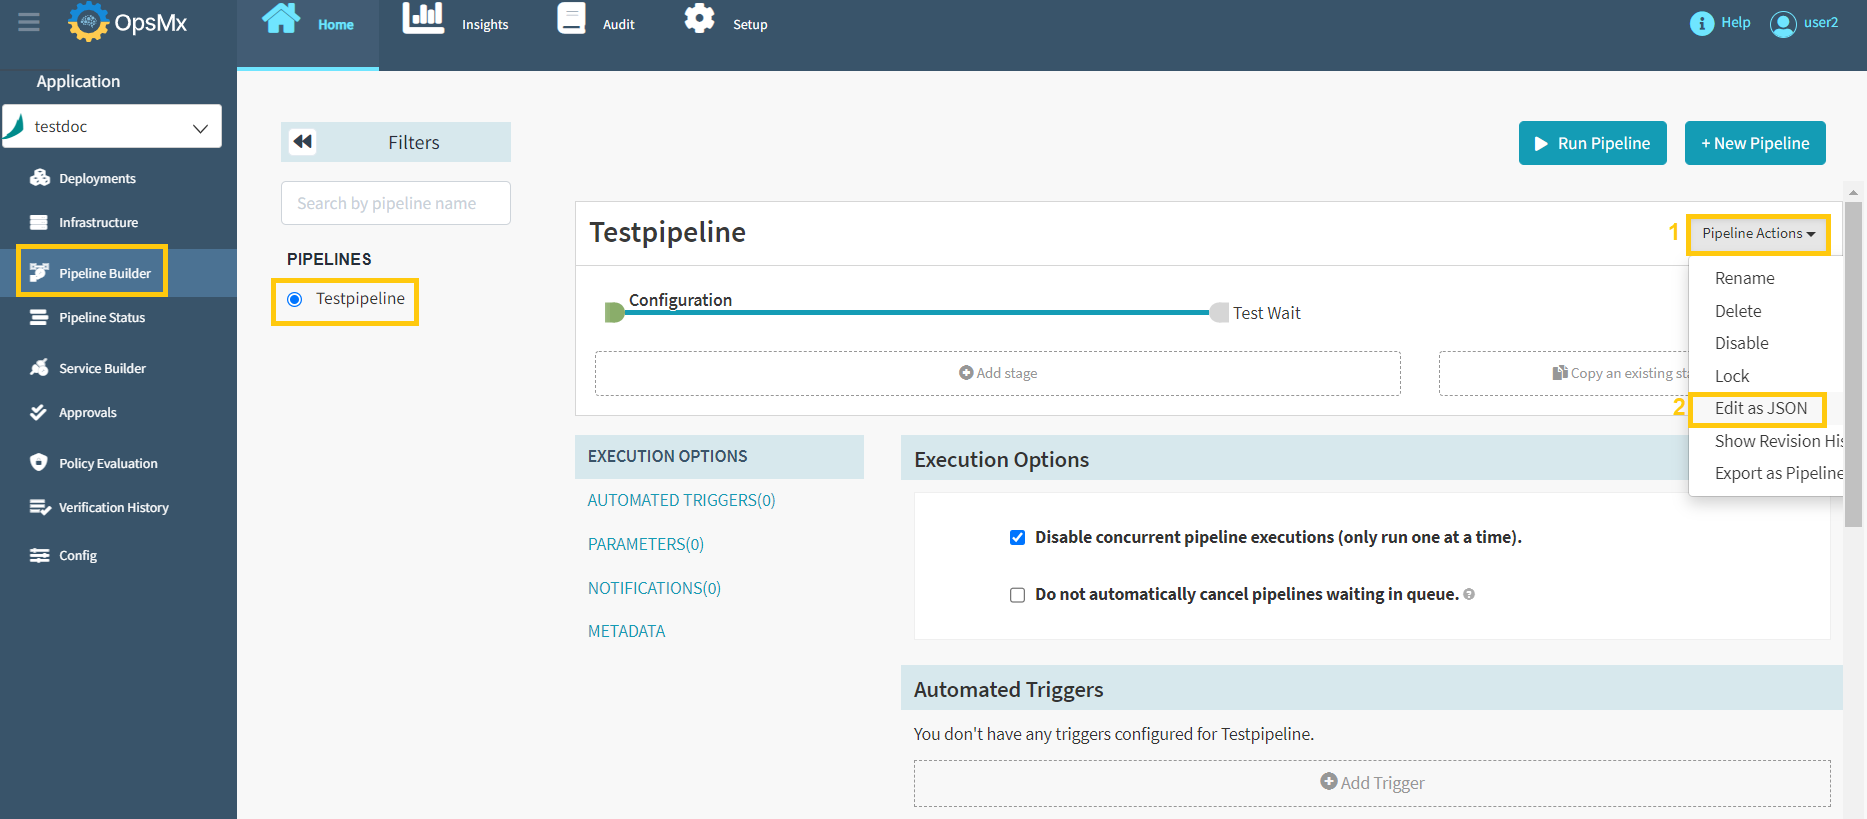 OpsMx
Home
Insights
Audit
Setup
Help
user2
Application
testdoc
Deployments
Infrastructure
Pipeline Builder
Pipeline Status
Service Builder
Approvals
Policy Evaluation
Verification History
Config
Filters
Search by pipeline name
PIPELINES
Testpipeline
Run Pipeline
+ New Pipeline
Testpipeline
1
Pipeline Actions
Rename
Delete
Disable
Lock
2
Edit as JSON
Show Revision His
Export as Pipeline
Configuration
Test Wait
Add stage
Copy an existing sta
EXECUTION OPTIONS
AUTOMATED TRIGGERS(0)
PARAMETERS(0)
NOTIFICATIONS(0)
METADATA
Execution Options
Disable concurrent pipeline executions (only run one at a time).
Do not automatically cancel pipelines waiting in queue.
Automated Triggers
You don't have any triggers configured for Testpipeline.
Add Trigger